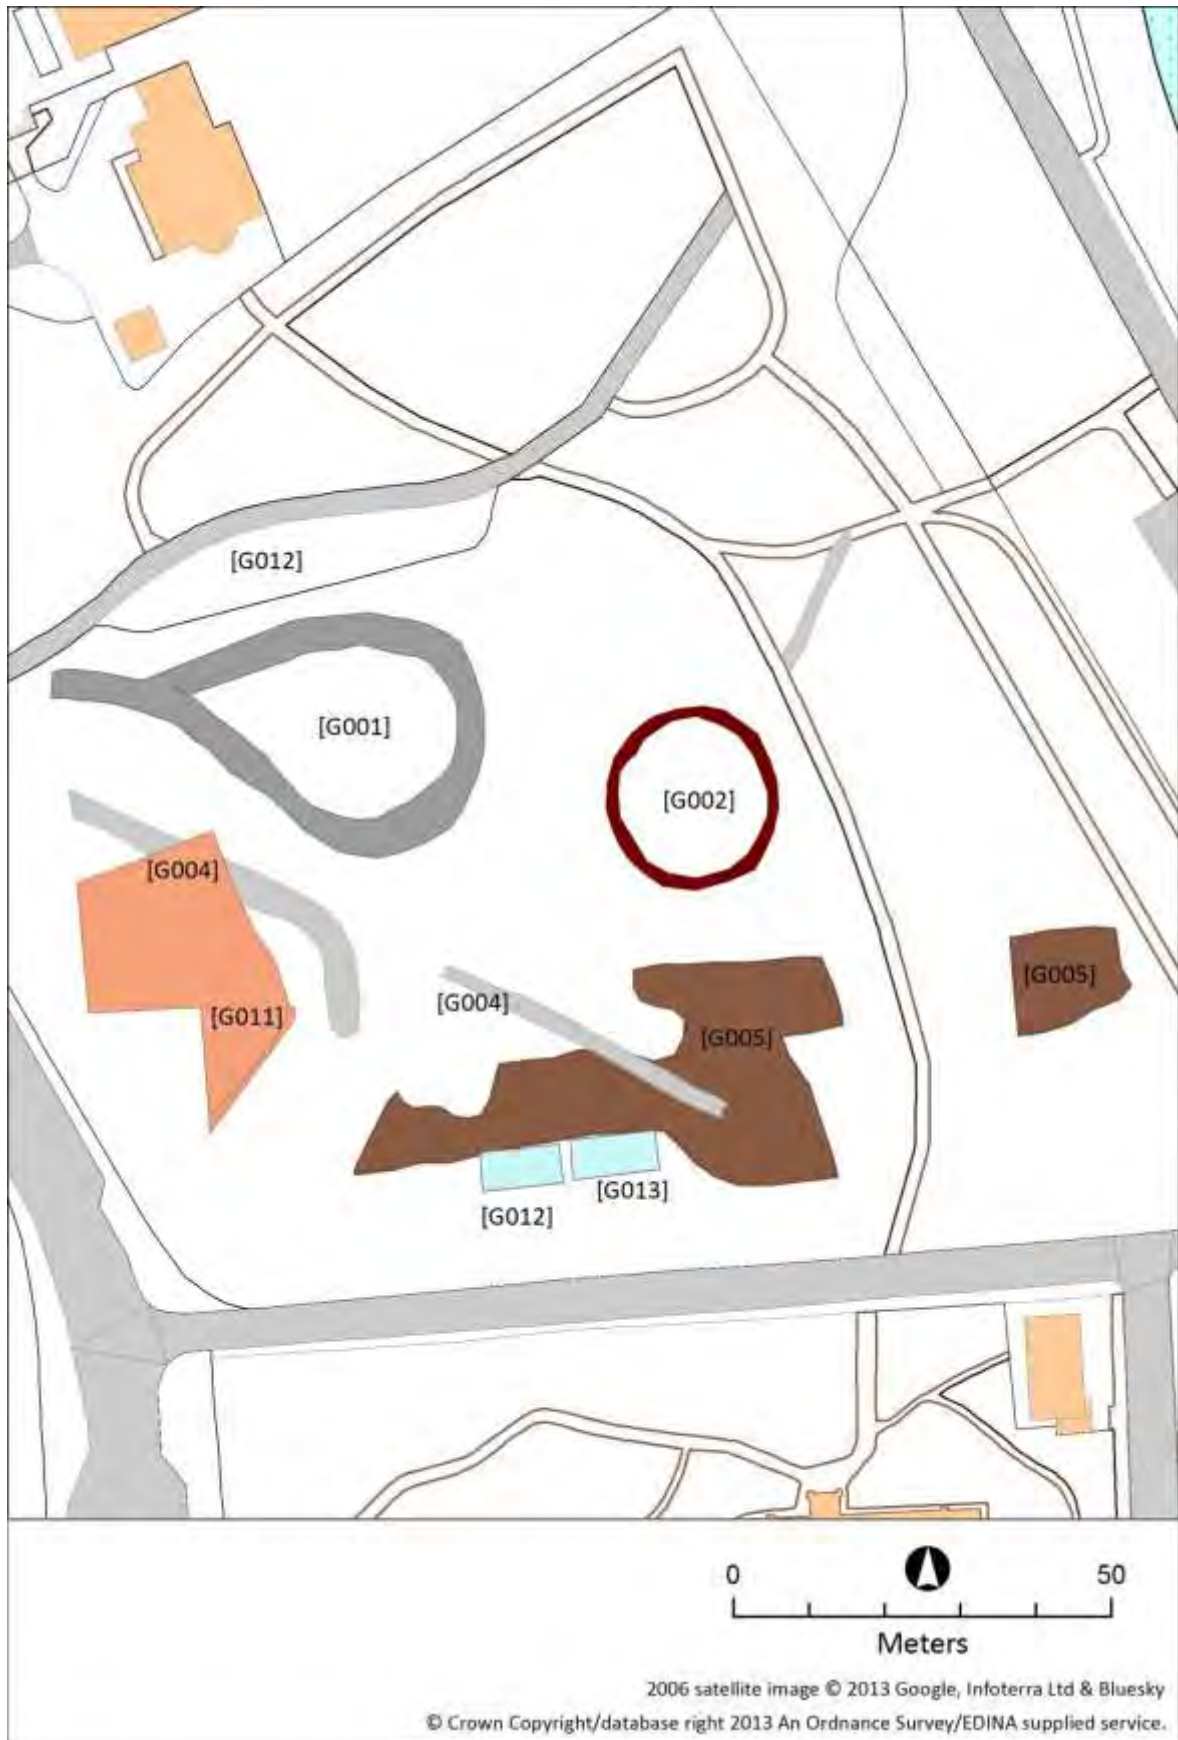 [G012]
[G001]
[G002]
[G004]
[G005]
[G004]
[G011]
[G005]
[G013]
[G012]
0 50
Meters
2006 satellite image © 2013 Google, Infoterra Ltd & Bluesky
© Crown Copyright/database right 2013 An Ordnance Survey/EDINA supplied service.